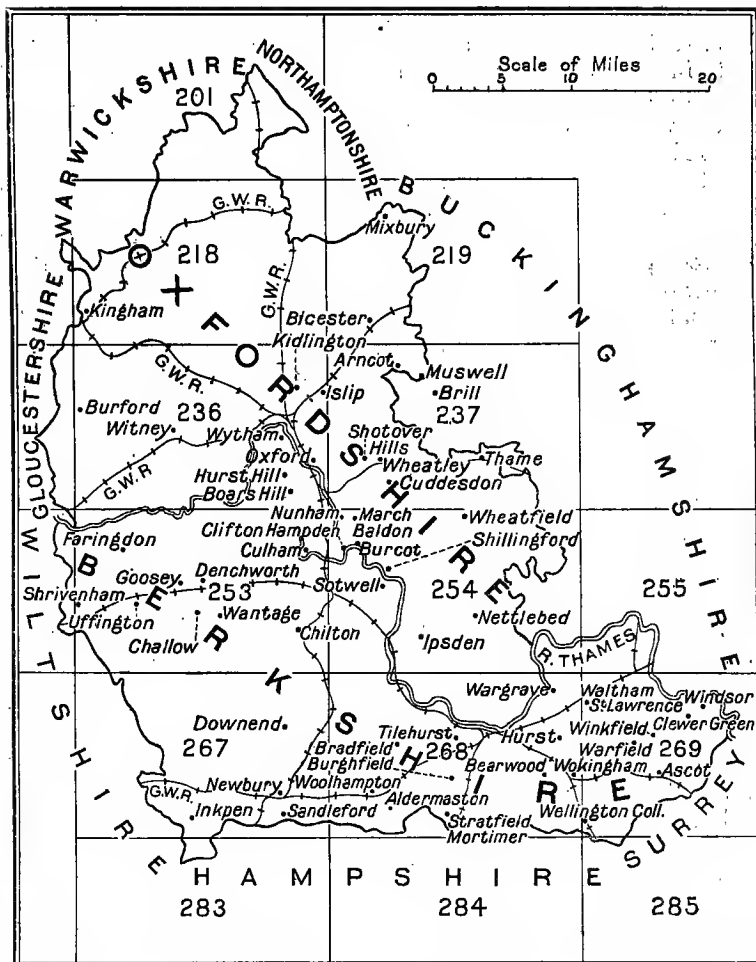 Scale of Miles
0 5 10 20
WARWICKSHIRE
NORTHAMPTONSHIRE
201
BUCKINGHAMSHIRE
G.W.R.
Mixbury
218
219
G.W.R.
Kingham
OXFORDSHIRE
Bicester
Kidlington
Arncot
GLOUCESTERSHIRE
G.W.R.
Islip
Muswell
Brill
Burford
236
237
Witney
Wytham
Shotover
Hills
Oxford
Wheatley
Thame
G.W.R
Hurst Hill
Cuddesdon
Boars Hill
Nunham
March
Baldon
Wheatfield
Clifton Hampden
Faringdon
Culham
Burcot
Shillingford
WILTSHIRE
BERKSHIRE
Goosey
Denchworth
Sotwell
253
254
255
Shrivenham
Uffington
Wantage
Nettlebed
Challow
Chilton
Ipsden
R. THAMES
Wargrave
Waltham
St. Lawrence
Windsor
Downend
Tilehurst
Hurst
Winkfield
Clewer Green
267
Bradfield
268
Warfield
269
Burghfield
Bearwood
Wokingham
Ascot
G.W.R.
Newbury
Woolhampton
Inkpen
Sandleford
Aldermaston
Wellington Coll.
Stratfield
Mortimer
SURREY
HAMPSHIRE
283
284
285